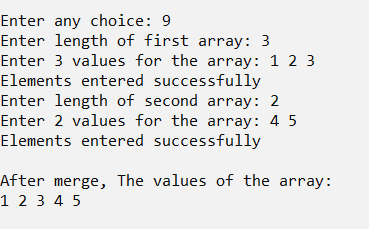 Enter any choice: 9
Enter length of first array: 3
Enter 3 values for the array: 1 2 3
Elements entered successfully
Enter length of second array: 2
Enter 2 values for the array: 4 5
Elements entered successfully
After merge, The values of the array:
1 2 3 4 5